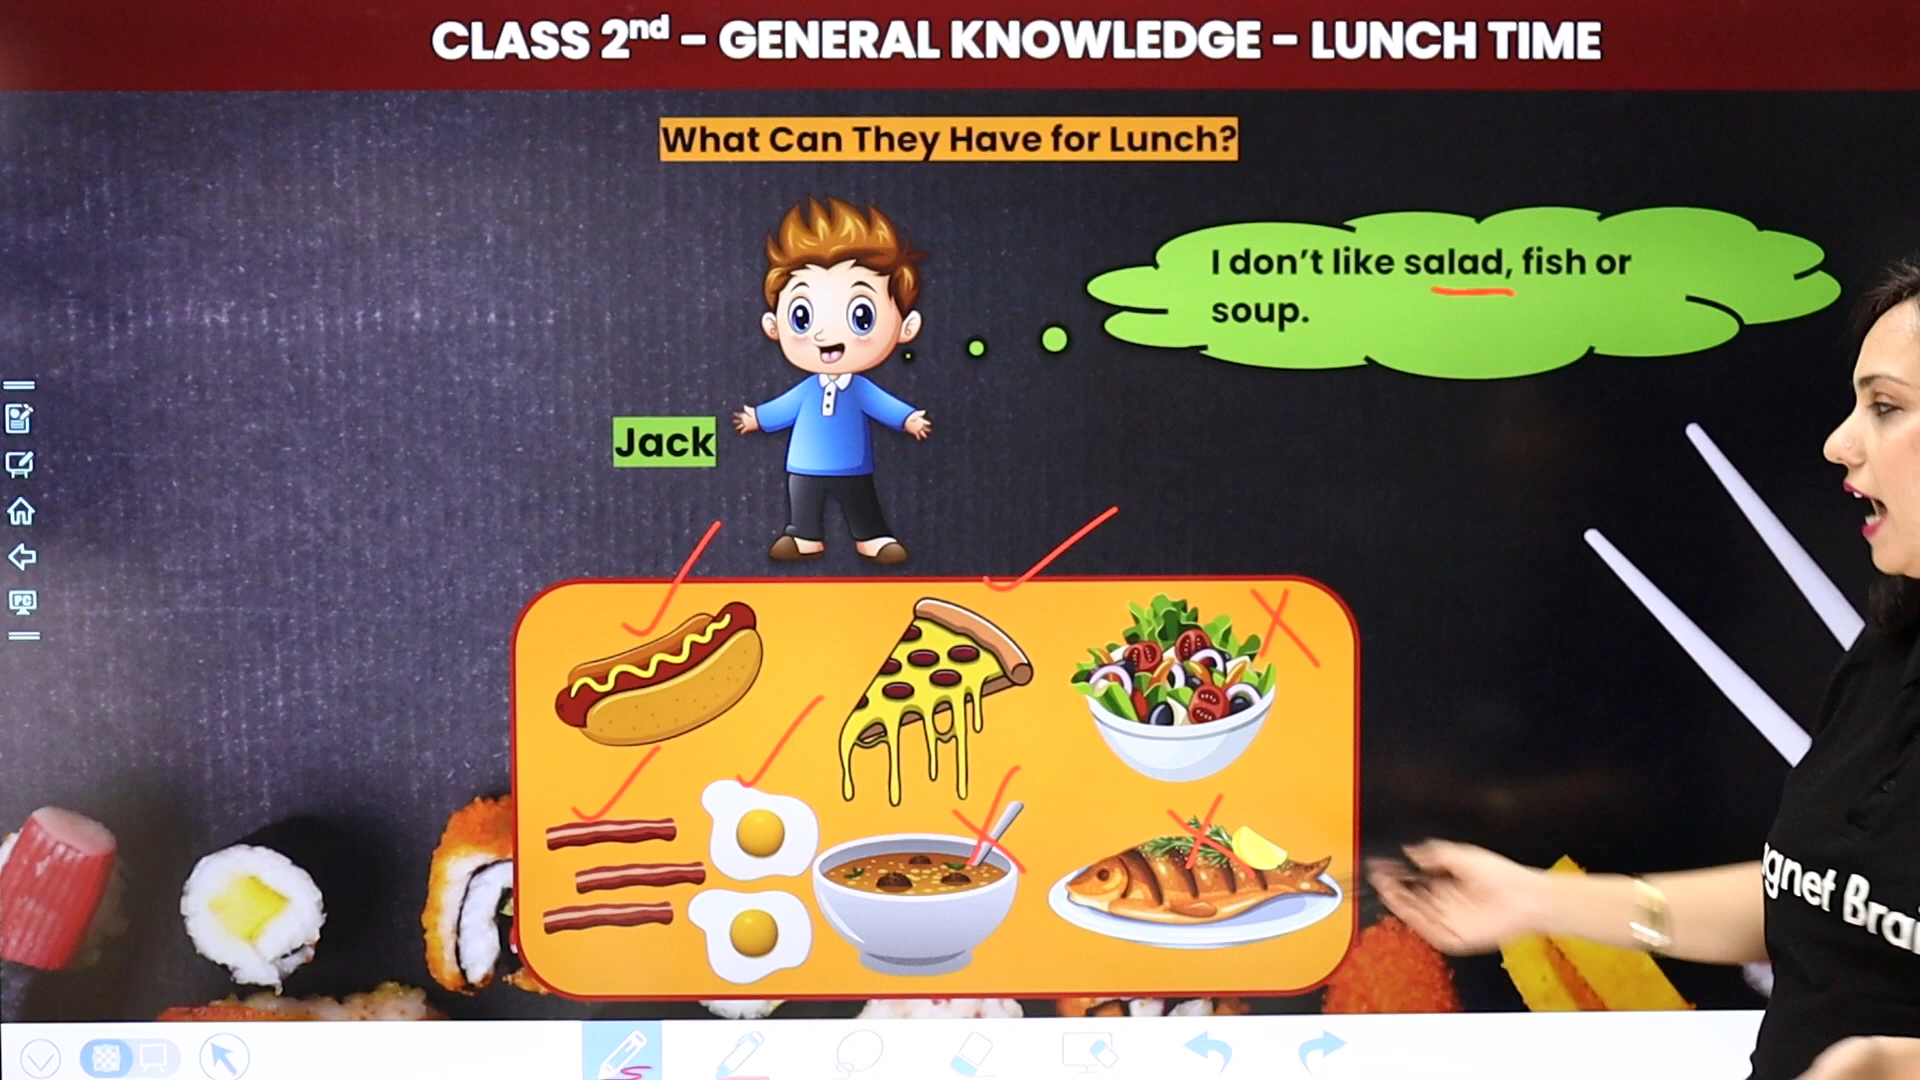 CLASS 2nd - GENERAL KNOWLEDGE - LUNCH TIME
What Can They Have for Lunch?
I don't like salad, fish or
soup.
Jack
PC
gnet Bra